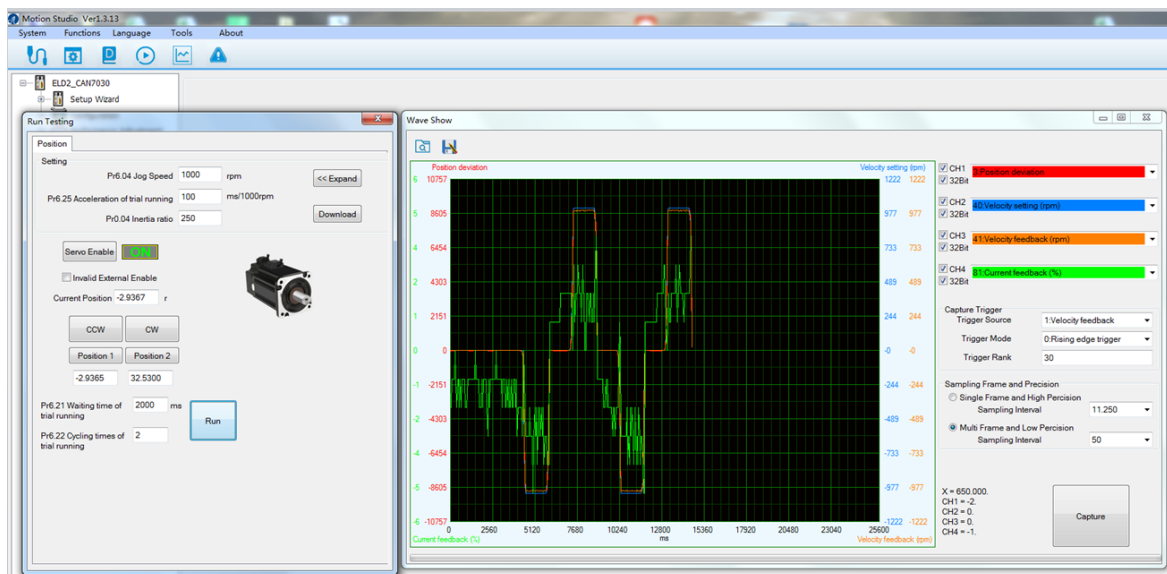 Motion Studio Ver1.3.13
System Functions Language Tools About
ELD2_CAN7030
Setup Wizard
Run Testing
Position
Setting
Pr6.04 Jog Speed 1000 rpm
<< Expand
Pr6.25 Acceleration of trial running 100 ms/1000rpm
Pr0.04 Inertia ratio 250
Download
Servo Enable ON
Invalid External Enable
Current Position -2.9367 r
CCW CW
Position 1 Position 2
-2.9365 32.5300
Pr6.21 Waiting time of
trial running
2000 ms
Run
Pr6.22 Cycling times of
trial running
2
Wave Show
Position deviation Velocity setting (rpm)
6 10757 1222 1222
5 8605 977 977
4 6454 733 733
2 4303 489 489
1 2151 244 244
0 0 -0 -0
-1 -2151 -244 -244
-2 -4303 -489 -489
-4 -6454 -733 -733
-5 -8605 -977 -977
-6 -10757 -1222 -1222
0 2560 5120 7680 10240 12800 15360 17920 20480 23040 25600
Current feedback (%) ms Velocity feedback (rpm)
CH1 3:Position deviation
32Bit
CH2 40:Velocity setting (rpm)
32Bit
CH3 41:Velocity feedback (rpm)
32Bit
CH4 81:Current feedback (%)
32Bit
Capture Trigger
Trigger Source 1:Velocity feedback
Trigger Mode 0:Rising edge trigger
Trigger Rank 30
Sampling Frame and Precision
Single Frame and High Percision
Sampling Interval 11.250
Multi Frame and Low Percision
Sampling Interval 50
X = 650.000.
CH1 = -2.
CH2 = 0.
CH3 = 0.
CH4 = -1.
Capture